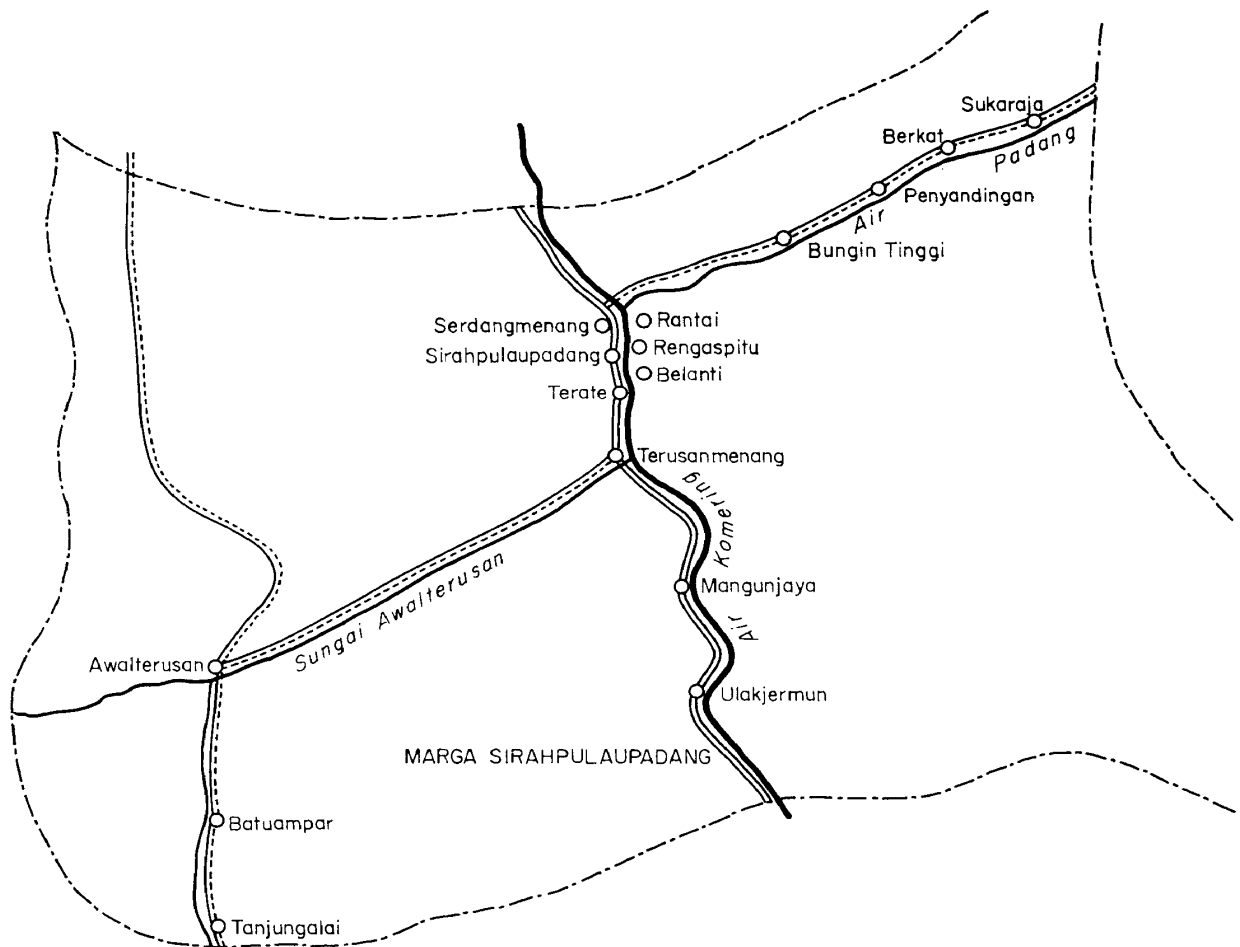 Sukaraja
Berkat
Padang
Penyandingan
Air
Bungin Tinggi
Serdangmenang
Rantai
Sirahpulaupadang
Rengaspitu
Belanti
Terate
Terusanmenang
Komering
Air
Sungai Awalterusan
Mangunjaya
Awalterusan
Ulakjermun
MARGA SIRAHPULAUPADANG
Batuampar
Tanjungalai